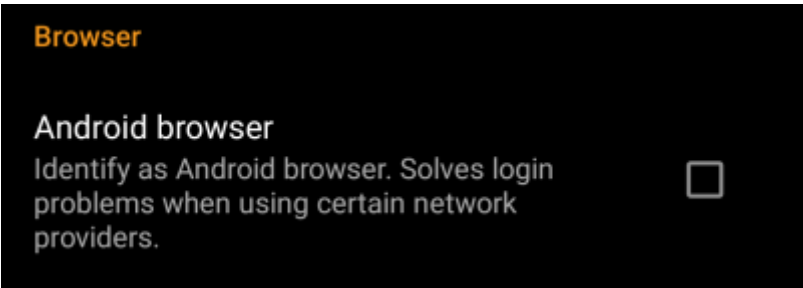 Browser
Android browser
Identify as Android browser. Solves login
problems when using certain network
providers.